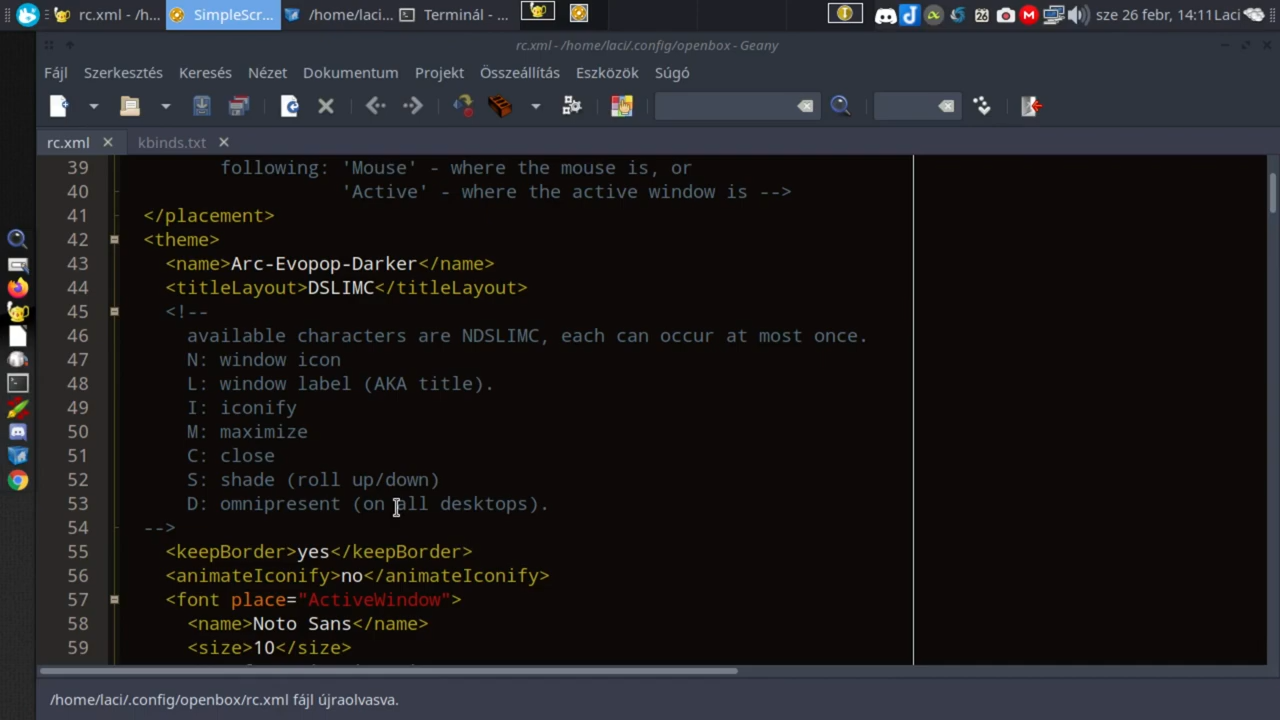 rc.xml - /h...
SimpleScr...
/home/laci...
Terminál - ...
26
sze 26 febr, 14:11
Laci
rc.xml - /home/laci/.config/openbox - Geany
Fájl Szerkesztés Keresés Nézet Dokumentum Projekt Összeállítás Eszközök Súgó
rc.xml kbinds.txt
39 following: 'Mouse' - where the mouse is, or
40 'Active' - where the active window is -->
41 </placement>
42 <theme>
43 <name>Arc-Evopop-Darker</name>
44 <titleLayout>DSLIMC</titleLayout>
45 <!--
46 available characters are NDSLIMC, each can occur at most once.
47 N: window icon
48 L: window label (AKA title).
49 I: iconify
50 M: maximize
51 C: close
52 S: shade (roll up/down)
53 D: omnipresent (on all desktops).
54 -->
55 <keepBorder>yes</keepBorder>
56 <animateIconify>no</animateIconify>
57 <font place="ActiveWindow">
58 <name>Noto Sans</name>
59 <size>10</size>
/home/laci/.config/openbox/rc.xml fájl újraolvasva.